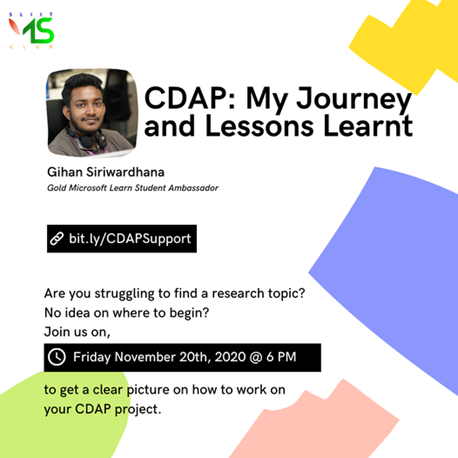 SLIIT
MS
CLUB
CDAP: My Journey
and Lessons Learnt
Gihan Siriwardhana
Gold Microsoft Learn Student Ambassador
bit.ly/CDAPSupport
Are you struggling to find a research topic?
No idea on where to begin?
Join us on,
Friday November 20th, 2020 @ 6 PM
to get a clear picture on how to work on
your CDAP project.